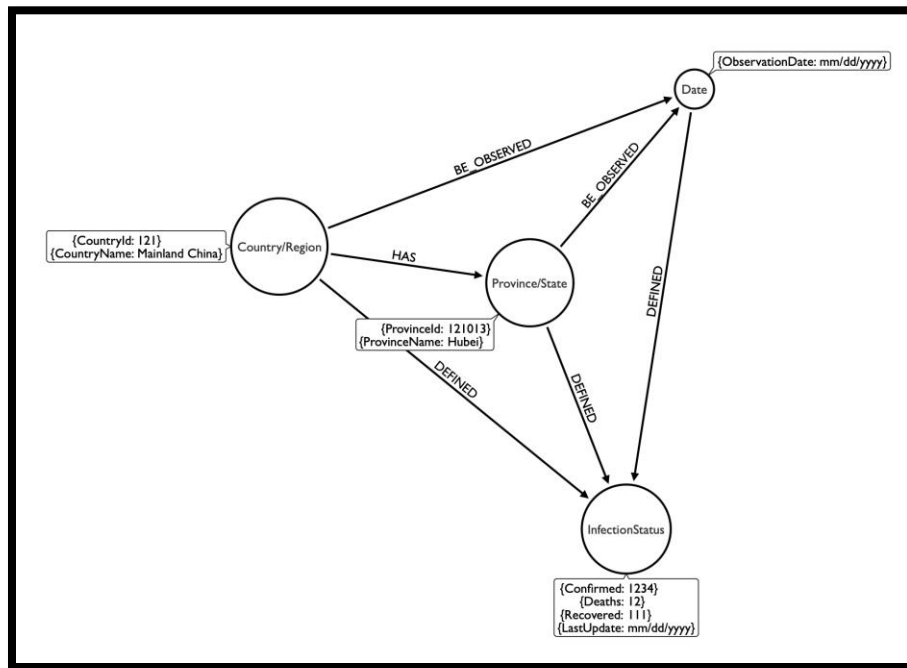 {ObservationDate: mm/dd/yyyy}
Date
BE_OBSERVED
BE_OBSERVED
{CountryId: 121}
{CountryName: Mainland China}
Country/Region
HAS
Province/State
DEFINED
{ProvinceId: 121013}
{ProvinceName: Hubei}
DEFINED
DEFINED
InfectionStatus
{Confirmed: 1234}
{Deaths: 12}
{Recovered: 111}
{LastUpdate: mm/dd/yyyy}